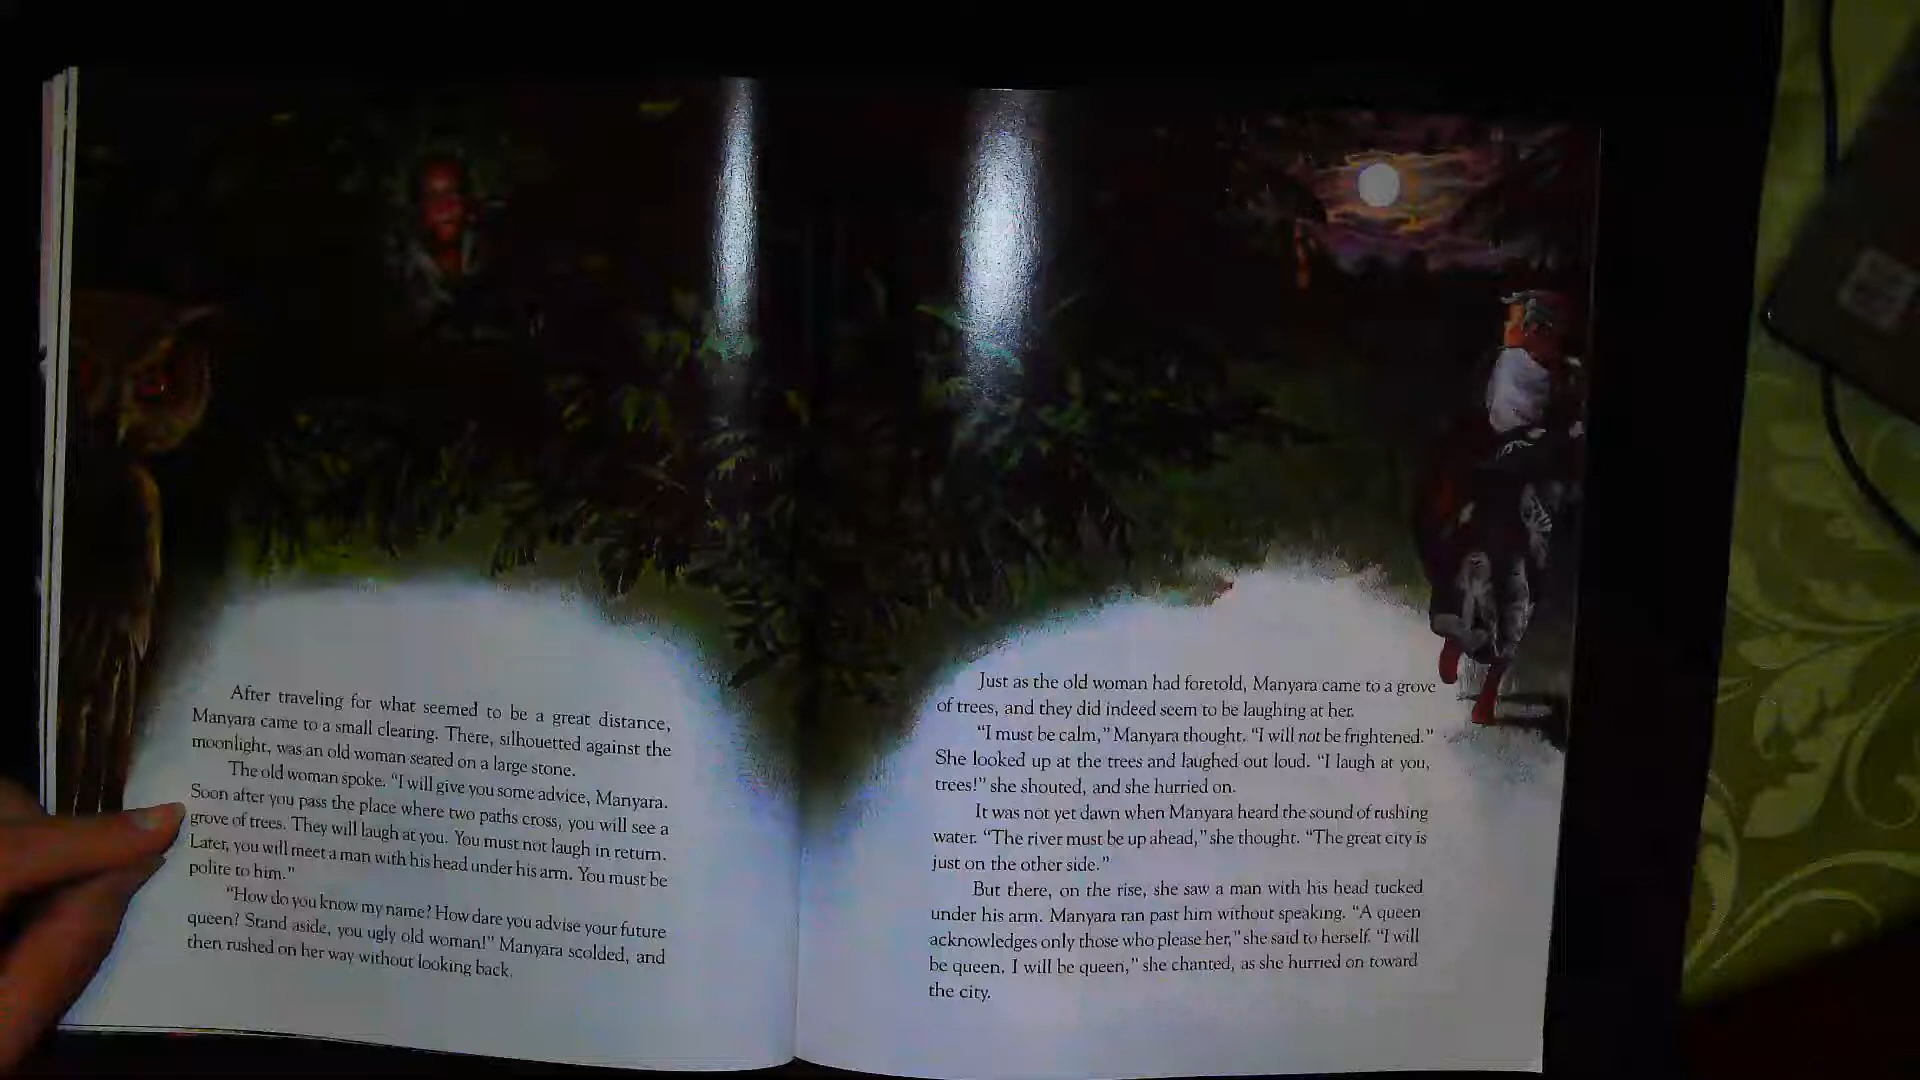 After traveling for what seemed to be a great distance,
Manyara came to a small clearing. There, silhouetted against the
moonlight, was an old woman seated on a large stone.
The old woman spoke. “I will give you some advice, Manyara.
Soon after you pass the place where two paths cross, you will see a
grove of trees. They will laugh at you. You must not laugh in return.
Later, you will meet a man with his head under his arm. You must be
polite to him.”
“How do you know my name? How dare you advise your future
queen? Stand aside, you ugly old woman!” Manyara scolded, and
then rushed on her way without looking back.
Just as the old woman had foretold, Manyara came to a grove
of trees, and they did indeed seem to be laughing at her.
“I must be calm,” Manyara thought. “I will not be frightened.”
She looked up at the trees and laughed out loud. “I laugh at you,
trees!” she shouted, and she hurried on.
It was not yet dawn when Manyara heard the sound of rushing
water. “The river must be up ahead,” she thought. “The great city is
just on the other side.”
But there, on the rise, she saw a man with his head tucked
under his arm. Manyara ran past him without speaking. “A queen
acknowledges only those who please her,” she said to herself. “I will
be queen. I will be queen,” she chanted, as she hurried on toward
the city.